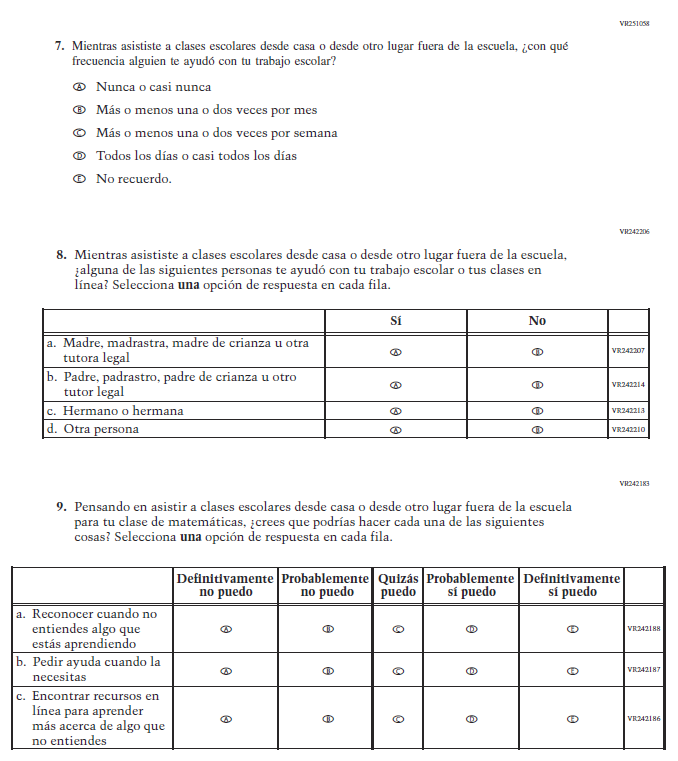 VR251058
7. Mientras asististe a clases escolares desde casa o desde otro lugar fuera de la escuela, ¿con qué
frecuencia alguien te ayudó con tu trabajo escolar?
A Nunca o casi nunca
B Más o menos una o dos veces por mes
C Más o menos una o dos veces por semana
D Todos los días o casi todos los días
E No recuerdo.
VR242206
8. Mientras asististe a clases escolares desde casa o desde otro lugar fuera de la escuela,
¿alguna de las siguientes personas te ayudó con tu trabajo escolar o tus clases en
línea? Selecciona una opción de respuesta en cada fila.
Sí No
a. Madre, madrastra, madre de crianza u otra
tutora legal
A B VR242207
b. Padre, padrastro, padre de crianza u otro
tutor legal
A B VR242214
c. Hermano o hermana A B VR242213
d. Otra persona A B VR242210
VR242183
9. Pensando en asistir a clases escolares desde casa o desde otro lugar fuera de la escuela
para tu clase de matemáticas, ¿crees que podrías hacer cada una de las siguientes
cosas? Selecciona una opción de respuesta en cada fila.
Definitivamente Probablemente Quizás Probablemente Definitivamente
no puedo no puedo puedo sí puedo sí puedo
a. Reconocer cuando no
entiendes algo que
estás aprendiendo
A B C D E VR242188
b. Pedir ayuda cuando la
necesitas
A B C D E VR242187
c. Encontrar recursos en
línea para aprender
más acerca de algo que
no entiendes
A B C D E VR242186